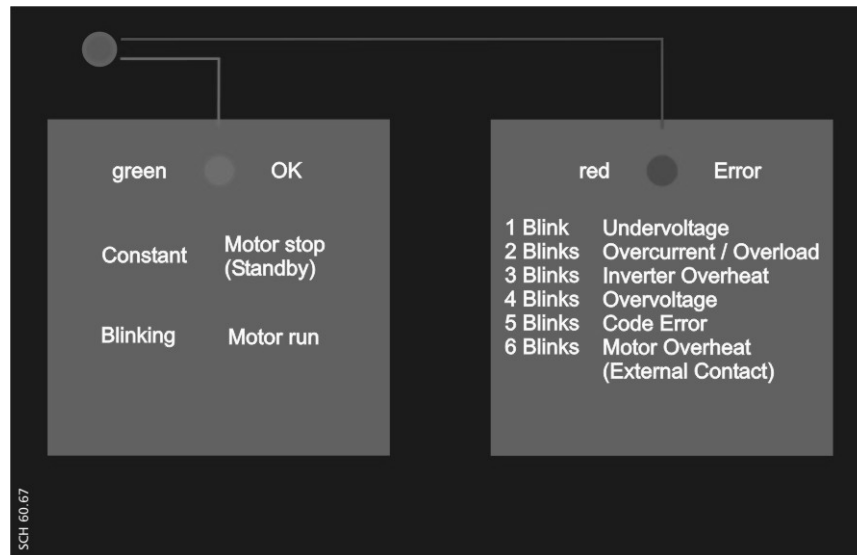 green OK
Constant Motor stop
(Standby)
Blinking Motor run
red Error
1 Blink Undervoltage
2 Blinks Overcurrent / Overload
3 Blinks Inverter Overheat
4 Blinks Overvoltage
5 Blinks Code Error
6 Blinks Motor Overheat
(External Contact)
SCH 60.67